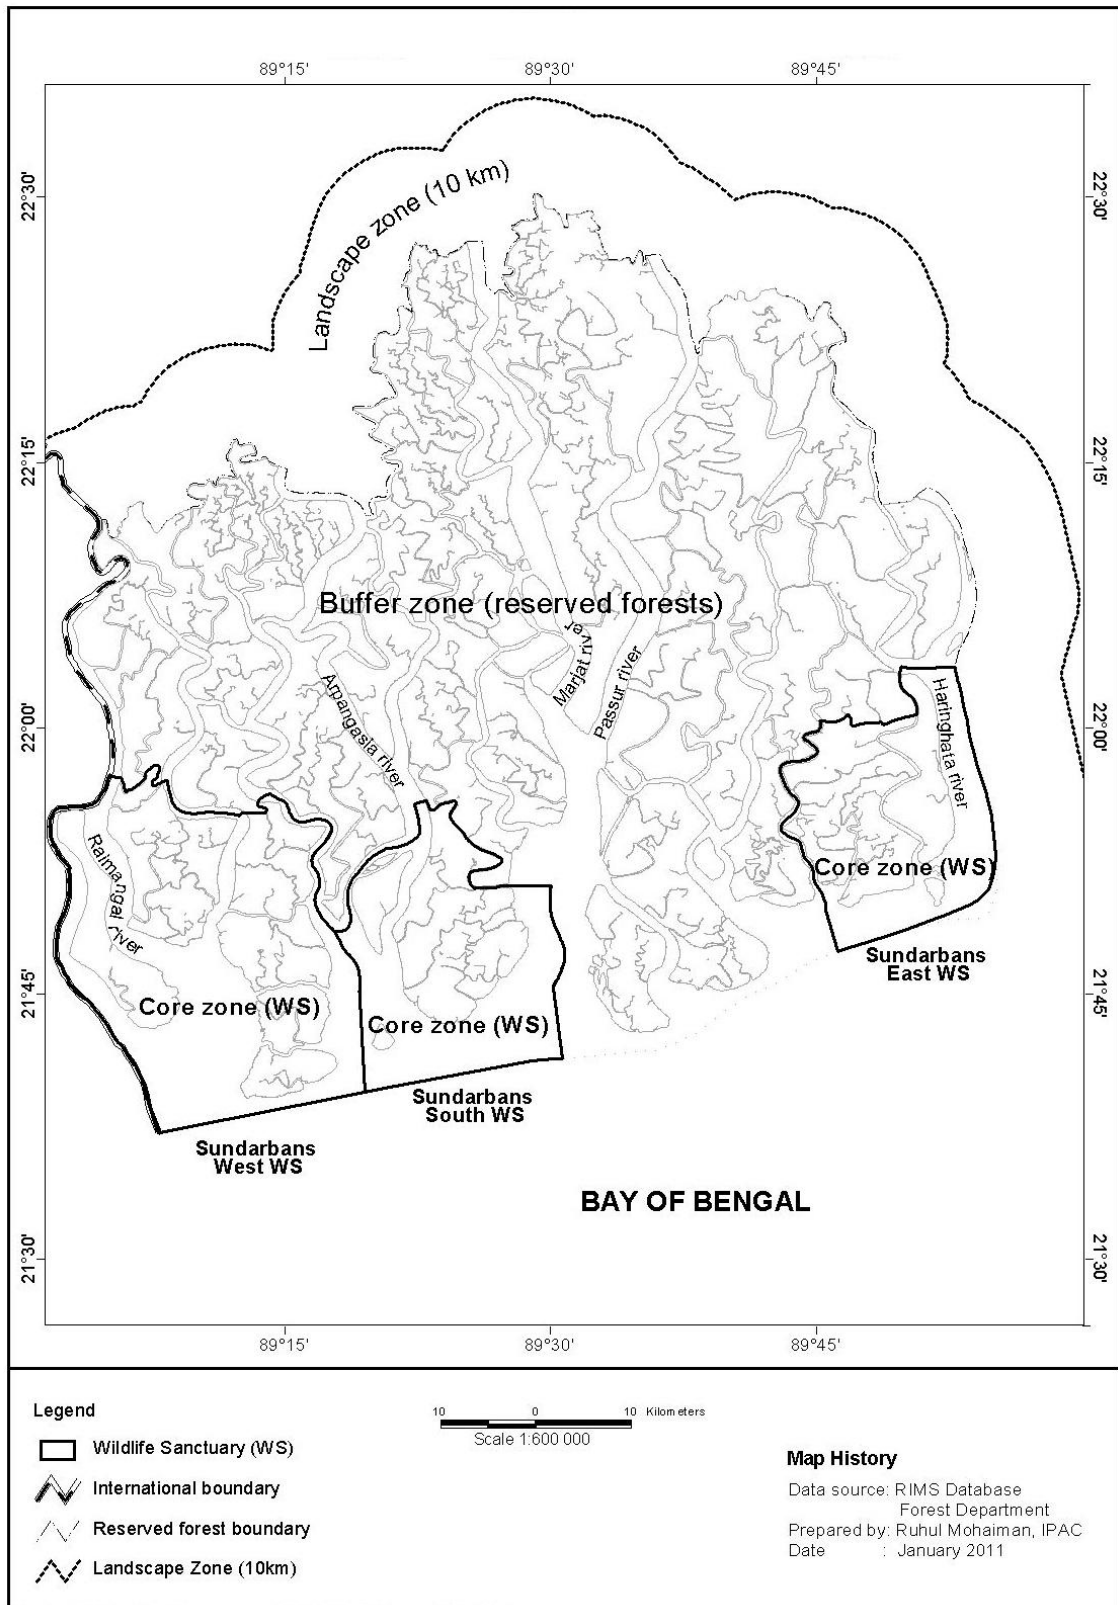 89°15'
89°30'
89°45'
22°30'
22°30'
Landscape zone (10 km)
22°15'
22°15'
Buffer zone (reserved forests)
Marjat river
Passur river
Arpangasia river
Haringhata river
22°00'
22°00'
Raimangal river
Core zone (WS)
Sundarbans
East WS
21°45'
21°45'
Core zone (WS)
Core zone (WS)
Sundarbans
South WS
Sundarbans
West WS
BAY OF BENGAL
21°30'
21°30'
89°15'
89°30'
89°45'
Legend
Wildlife Sanctuary (WS)
International boundary
Reserved forest boundary
Landscape Zone (10km)
10 0 10 Kilometers
Scale 1:600 000
Map History
Data source: RIMS Database
Forest Department
Prepared by: Ruhul Mohaiman, IPAC
Date : January 2011